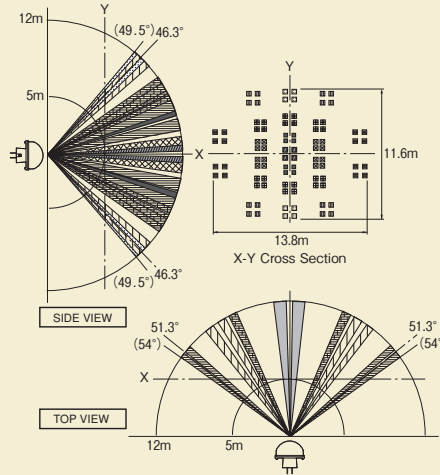 12m
Y
(49.5°)
46.3°
5m
X
46.3°
(49.5°)
SIDE VIEW
Y
11.6m
13.8m
X-Y Cross Section
51.3°
(54°)
51.3°
(54°
X
TOP VIEW
12m
5m